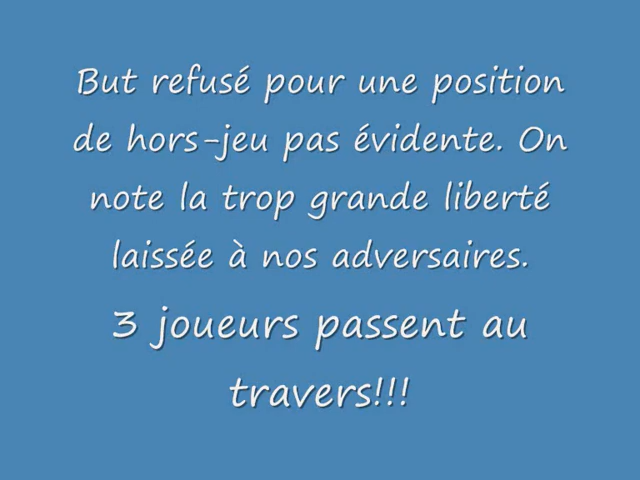 But refusé pour une position
de hors-jeu pas évidente. On
note la trop grande liberté
laissée à nos adversaires.
3 joueurs passent au
travers!!!